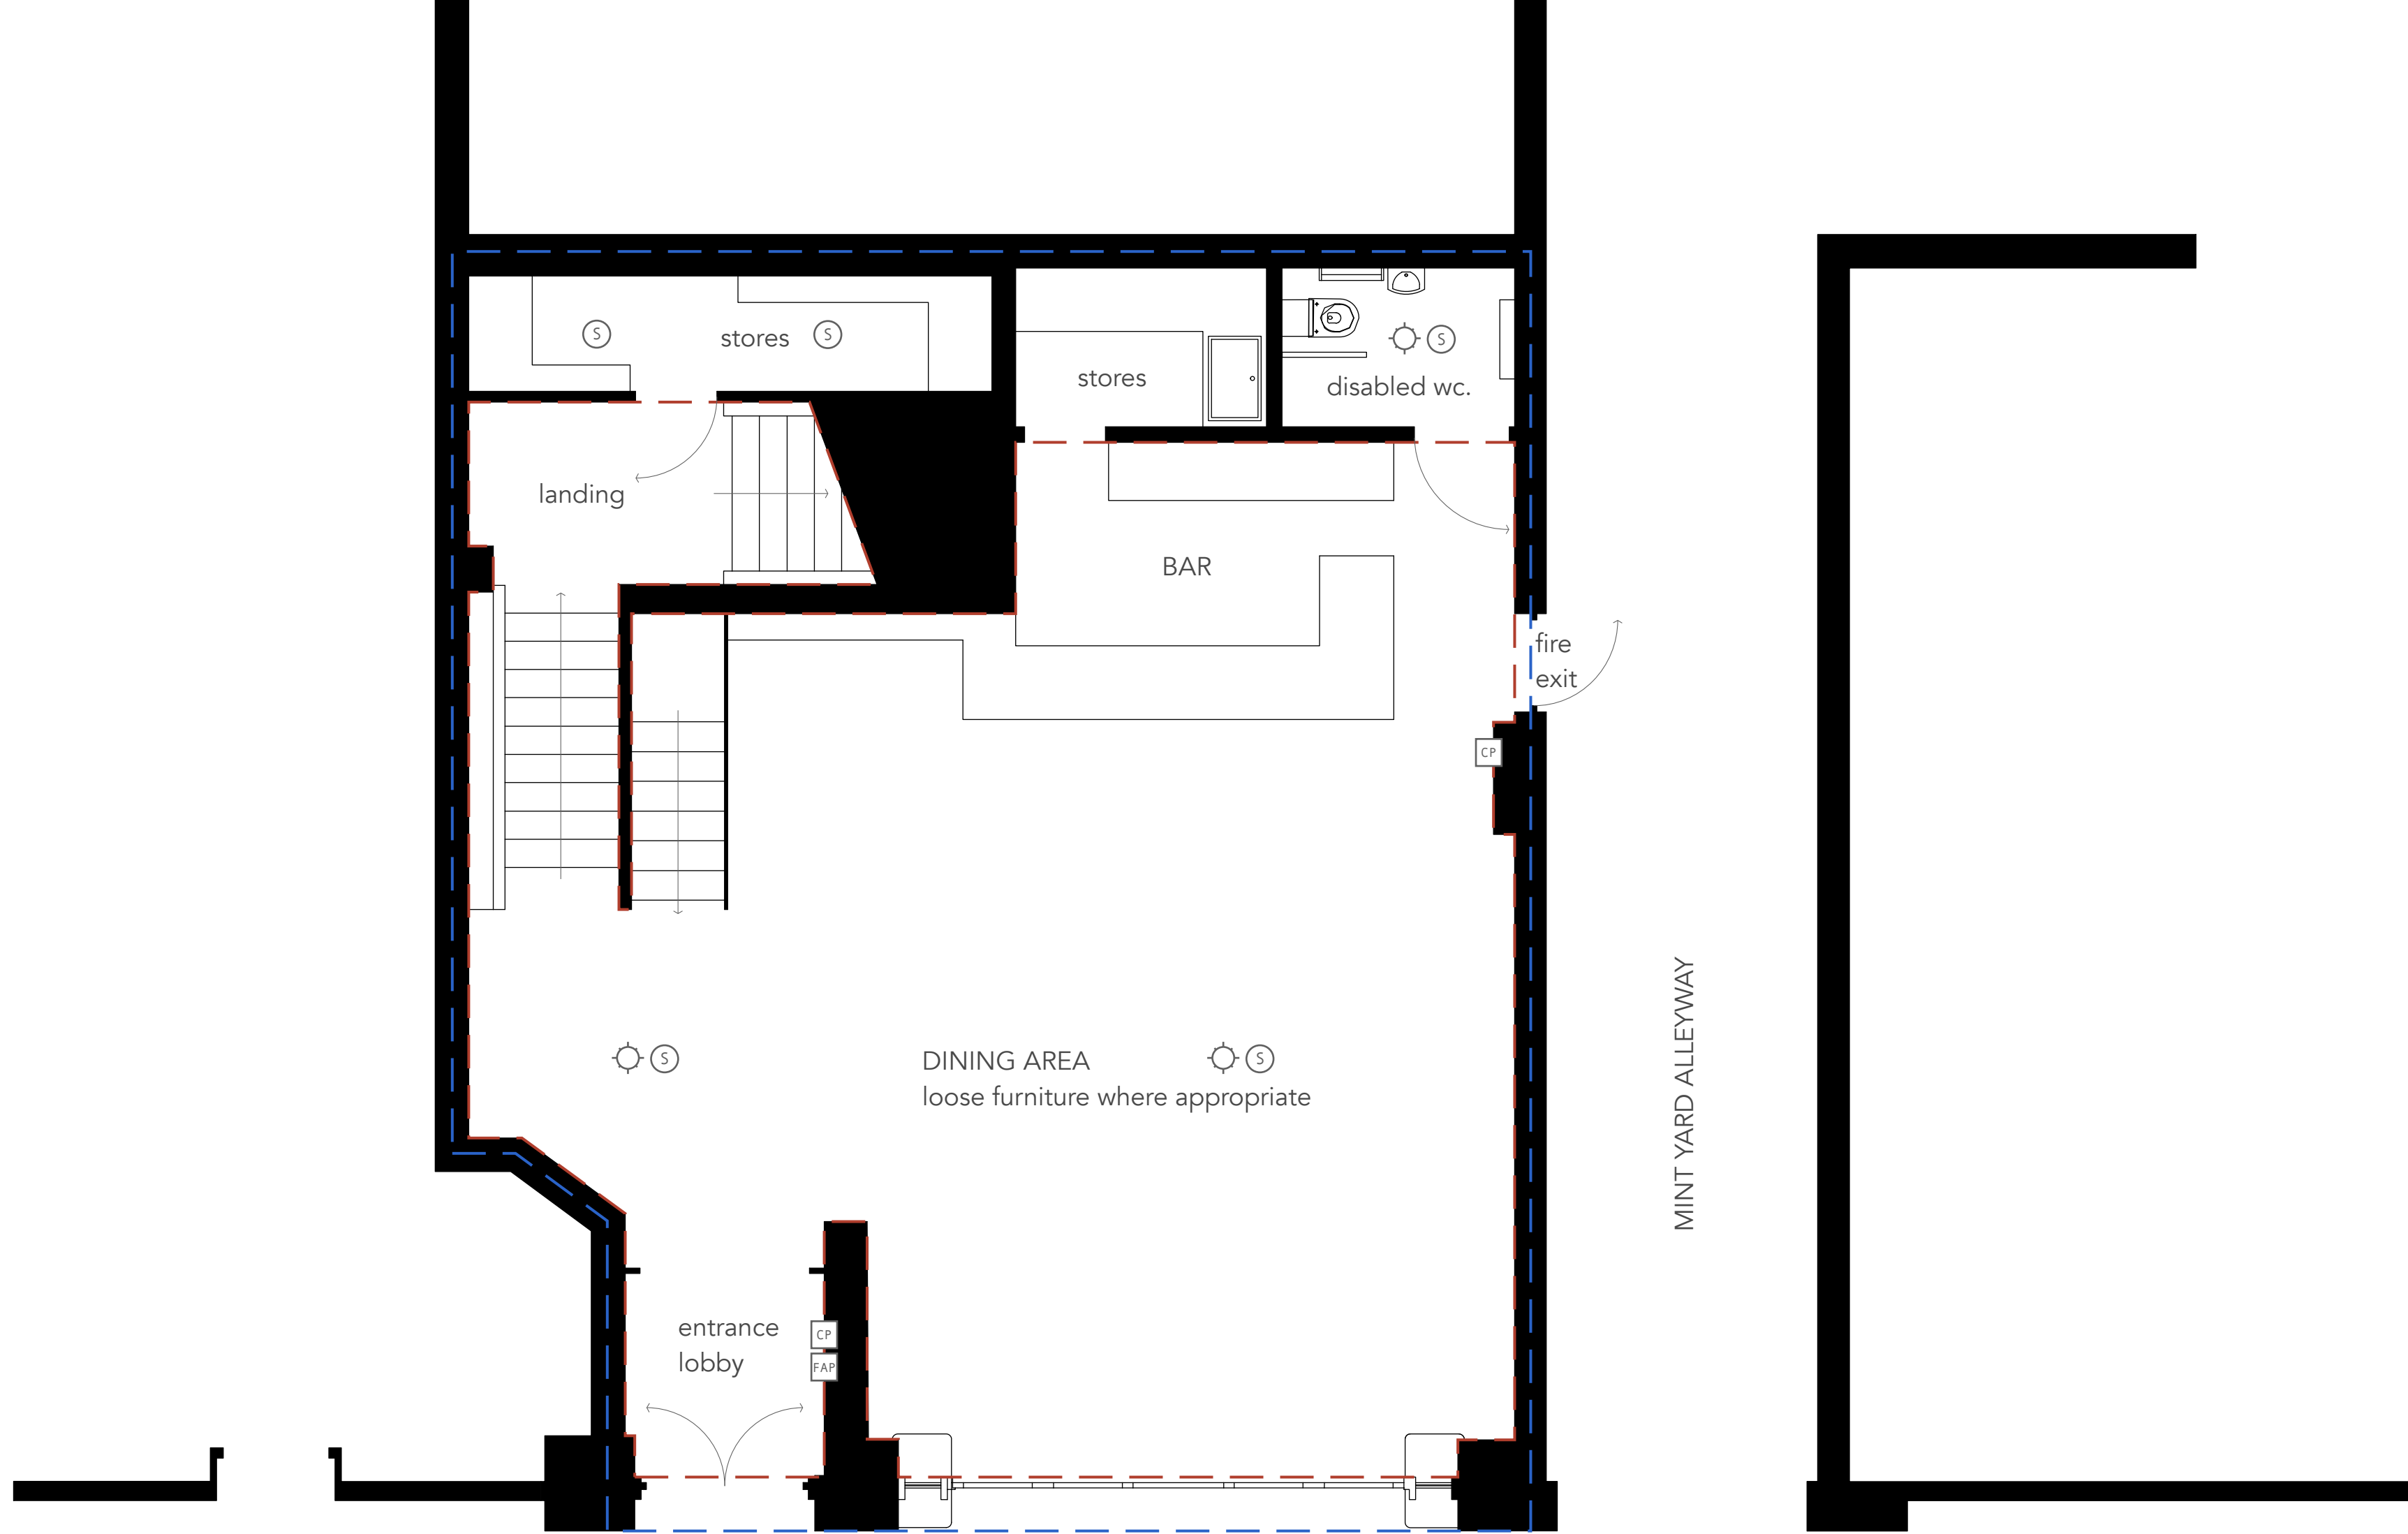 S
stores
S
S
stores
disabled wc.
landing
BAR
fire
exit
CP
MINT YARD ALLEYWAY
S
DINING AREA
S
loose furniture where appropriate
entrance
lobby
CP
FAP